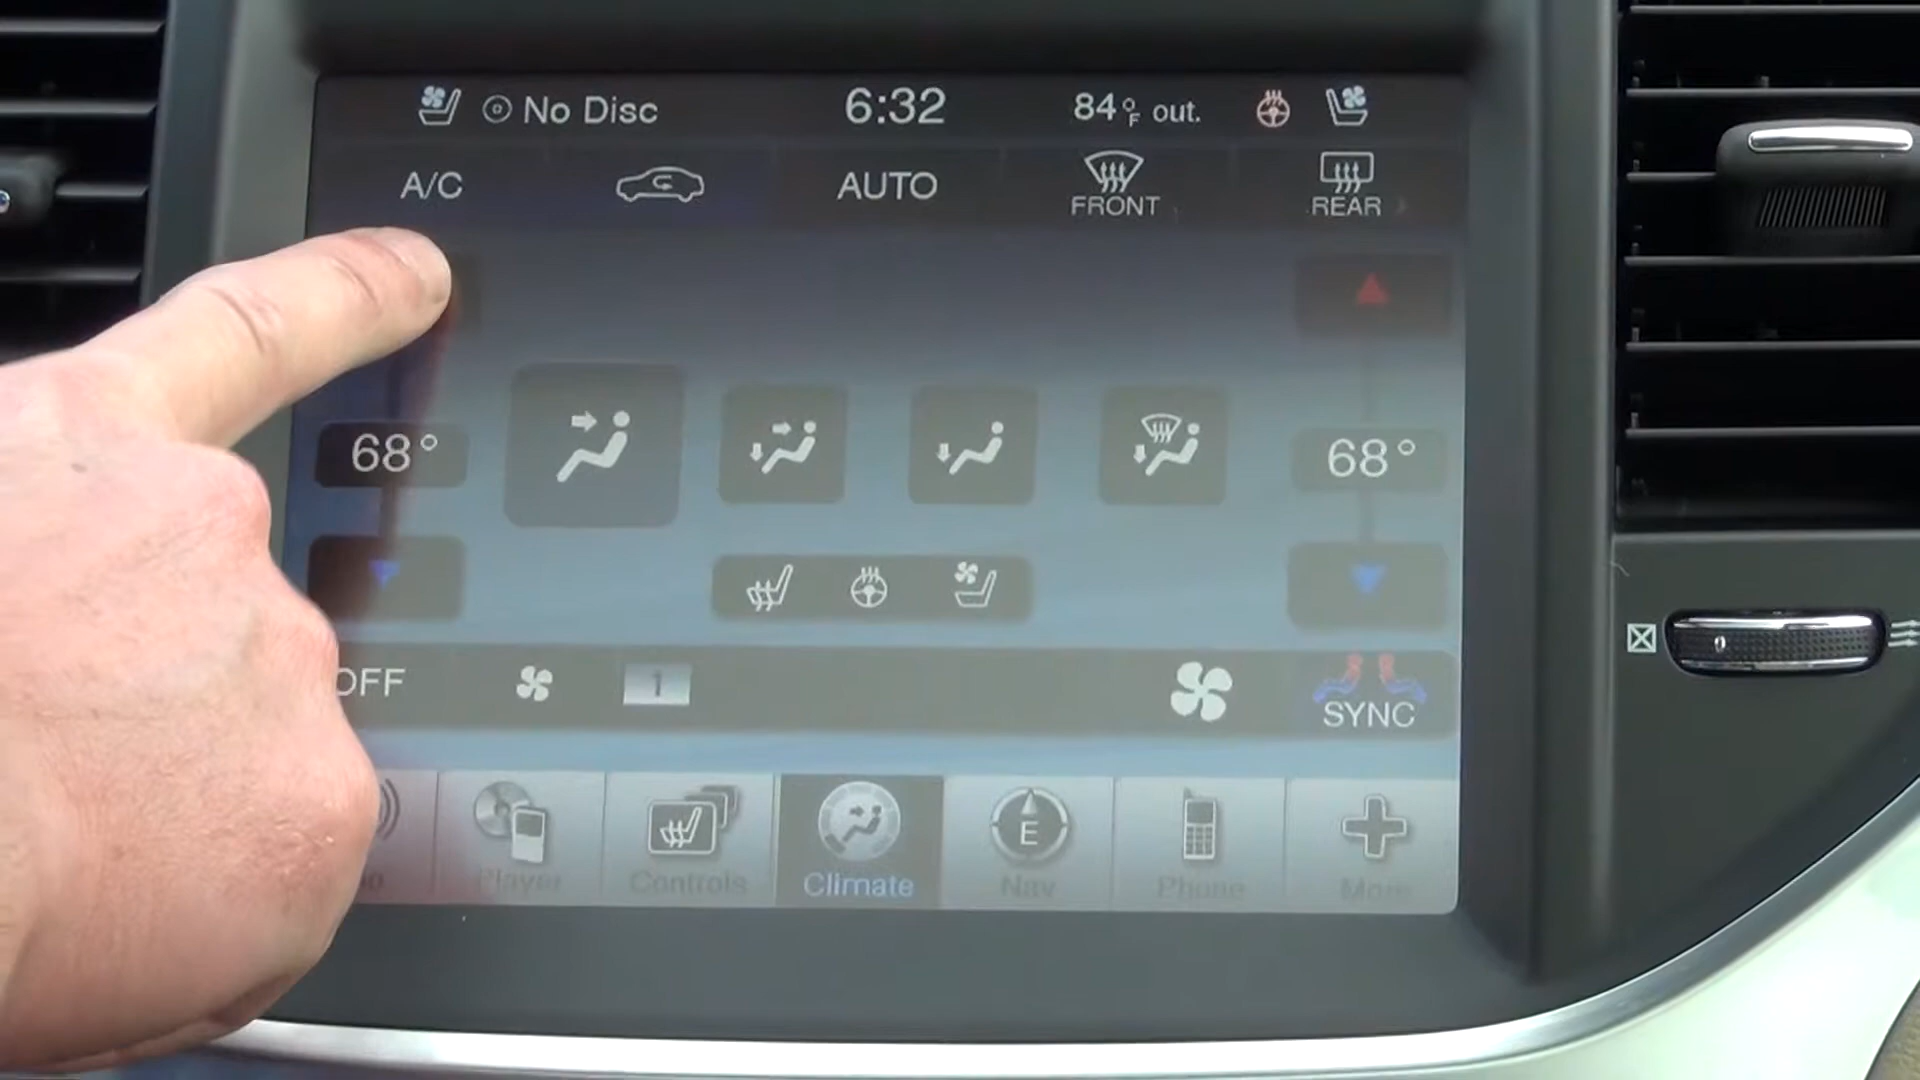 No Disc 6:32 84°F out.
A/C AUTO FRONT REAR
68° 68°
OFF 1 SYNC
Player Controls Climate E Nav Phone More